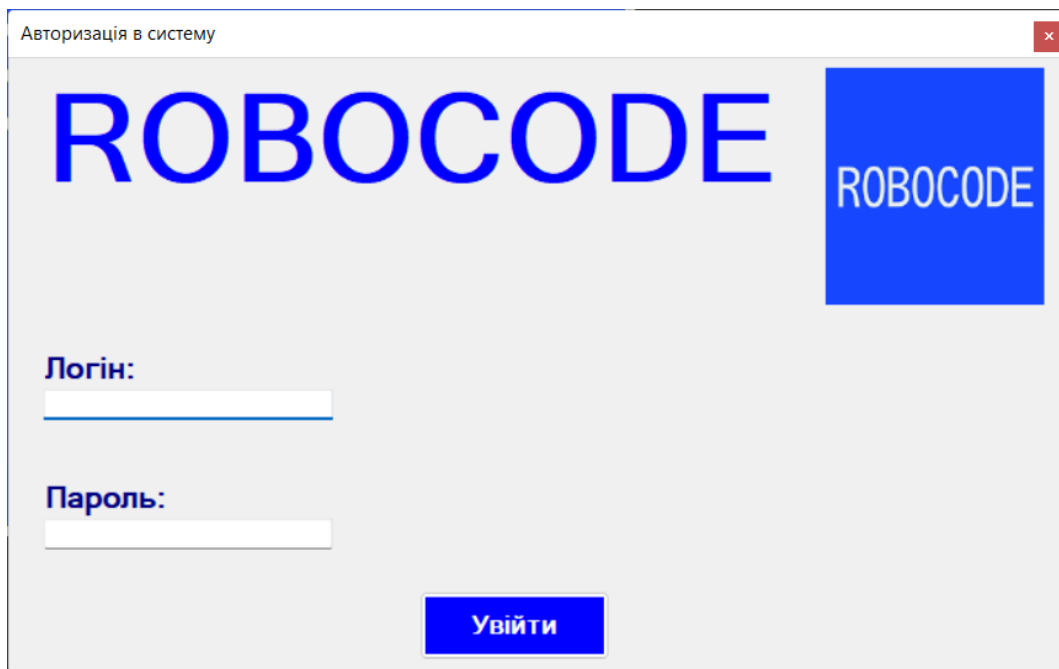 Авторизація в систему
ROBOCODE
ROBOCODE
Логін:
Пароль:
Увійти